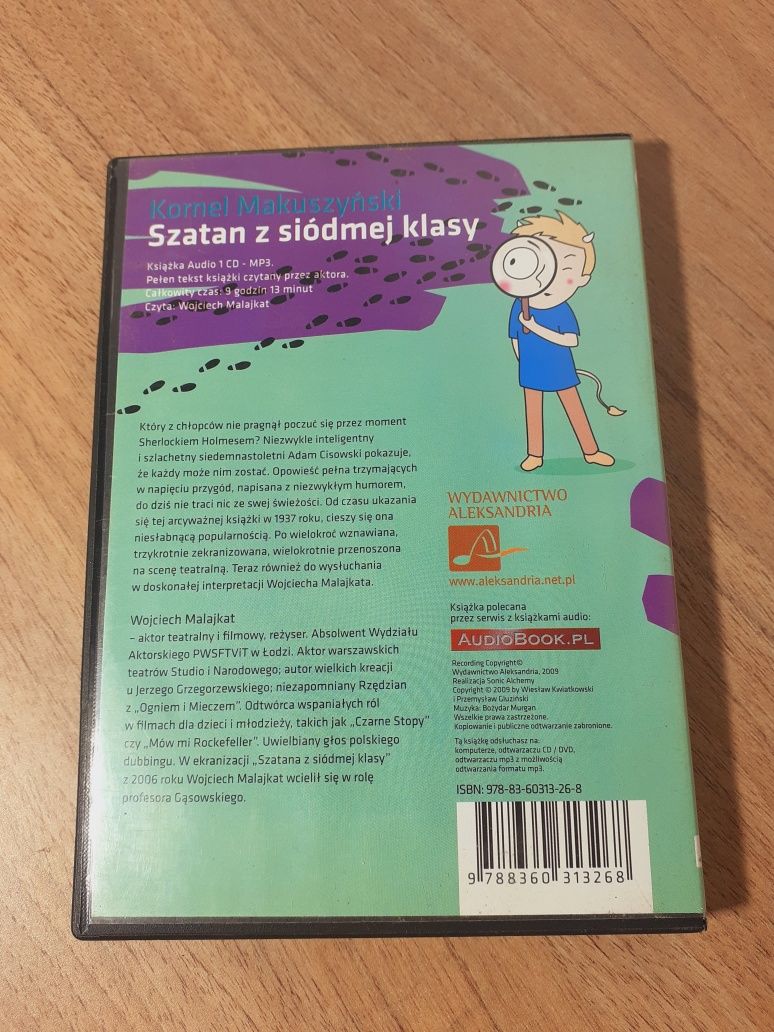 Kornel Makuszyński
Szatan z siódmej klasy
Książka Audio 1 CD - MP3.
Pełen tekst książki czytany przez aktora.
Całkowity czas: 9 godzin 13 minut
Czyta: Wojciech Malajkat
Który z chłopców nie pragnął poczuć się przez moment
Sherlockiem Holmesem? Niezwykle inteligentny
i szlachetny siedemnastoletni Adam Cisowski pokazuje,
że każdy może nim zostać. Opowieść pełna trzymających
w napięciu przygód, napisana z niezwykłym humorem,
do dziś nie traci nic ze swej świeżości. Od czasu ukazania
się tej arcyważnej książki w 1937 roku, cieszy się ona
niesłabnącą popularnością. Po wielokroć wznawiana,
trzykrotnie zekranizowana, wielokrotnie przenoszona
na scenę teatralną. Teraz również do wysłuchania
w doskonałej interpretacji Wojciecha Malajkata.
Wojciech Malajkat
– aktor teatralny i filmowy, reżyser. Absolwent Wydziału
Aktorskiego PWSFTViT w Łodzi. Aktor warszawskich
teatrów Studio i Narodowego; autor wielkich kreacji
u Jerzego Grzegorzewskiego; niezapomniany Rzędzian
z „Ogniem i Mieczem”. Odtwórca wspaniałych ról
w filmach dla dzieci i młodzieży, takich jak „Czarne Stopy”
czy „Mów mi Rockefeller”. Uwielbiany głos polskiego
dubbingu. W ekranizacji „Szatana z siódmej klasy”
z 2006 roku Wojciech Malajkat wcielił się w rolę
profesora Gąsowskiego.
WYDAWNICTWO
ALEKSANDRIA
www.aleksandria.net.pl
Książka polecana
przez serwis z książkami audio:
AUDIOBOOK.PL
Recording Copyright©
Wydawnictwo Aleksandria, 2009
Realizacja Sonic Alchemy
Copyright © 2009 by Wiesław Kwiatkowski
i Przemysław Gluziński
Muzyka: Bożydar Murgan
Wszelkie prawa zastrzeżone.
Kopiowanie i publiczne odtwarzanie zabronione.
Tą książkę odsłuchasz na:
komputerze, odtwarzaczu CD / DVD,
odtwarzaczu mp3 z możliwością
odtwarzania formatu mp3.
ISBN: 978-83-60313-26-8
9 788360 313268